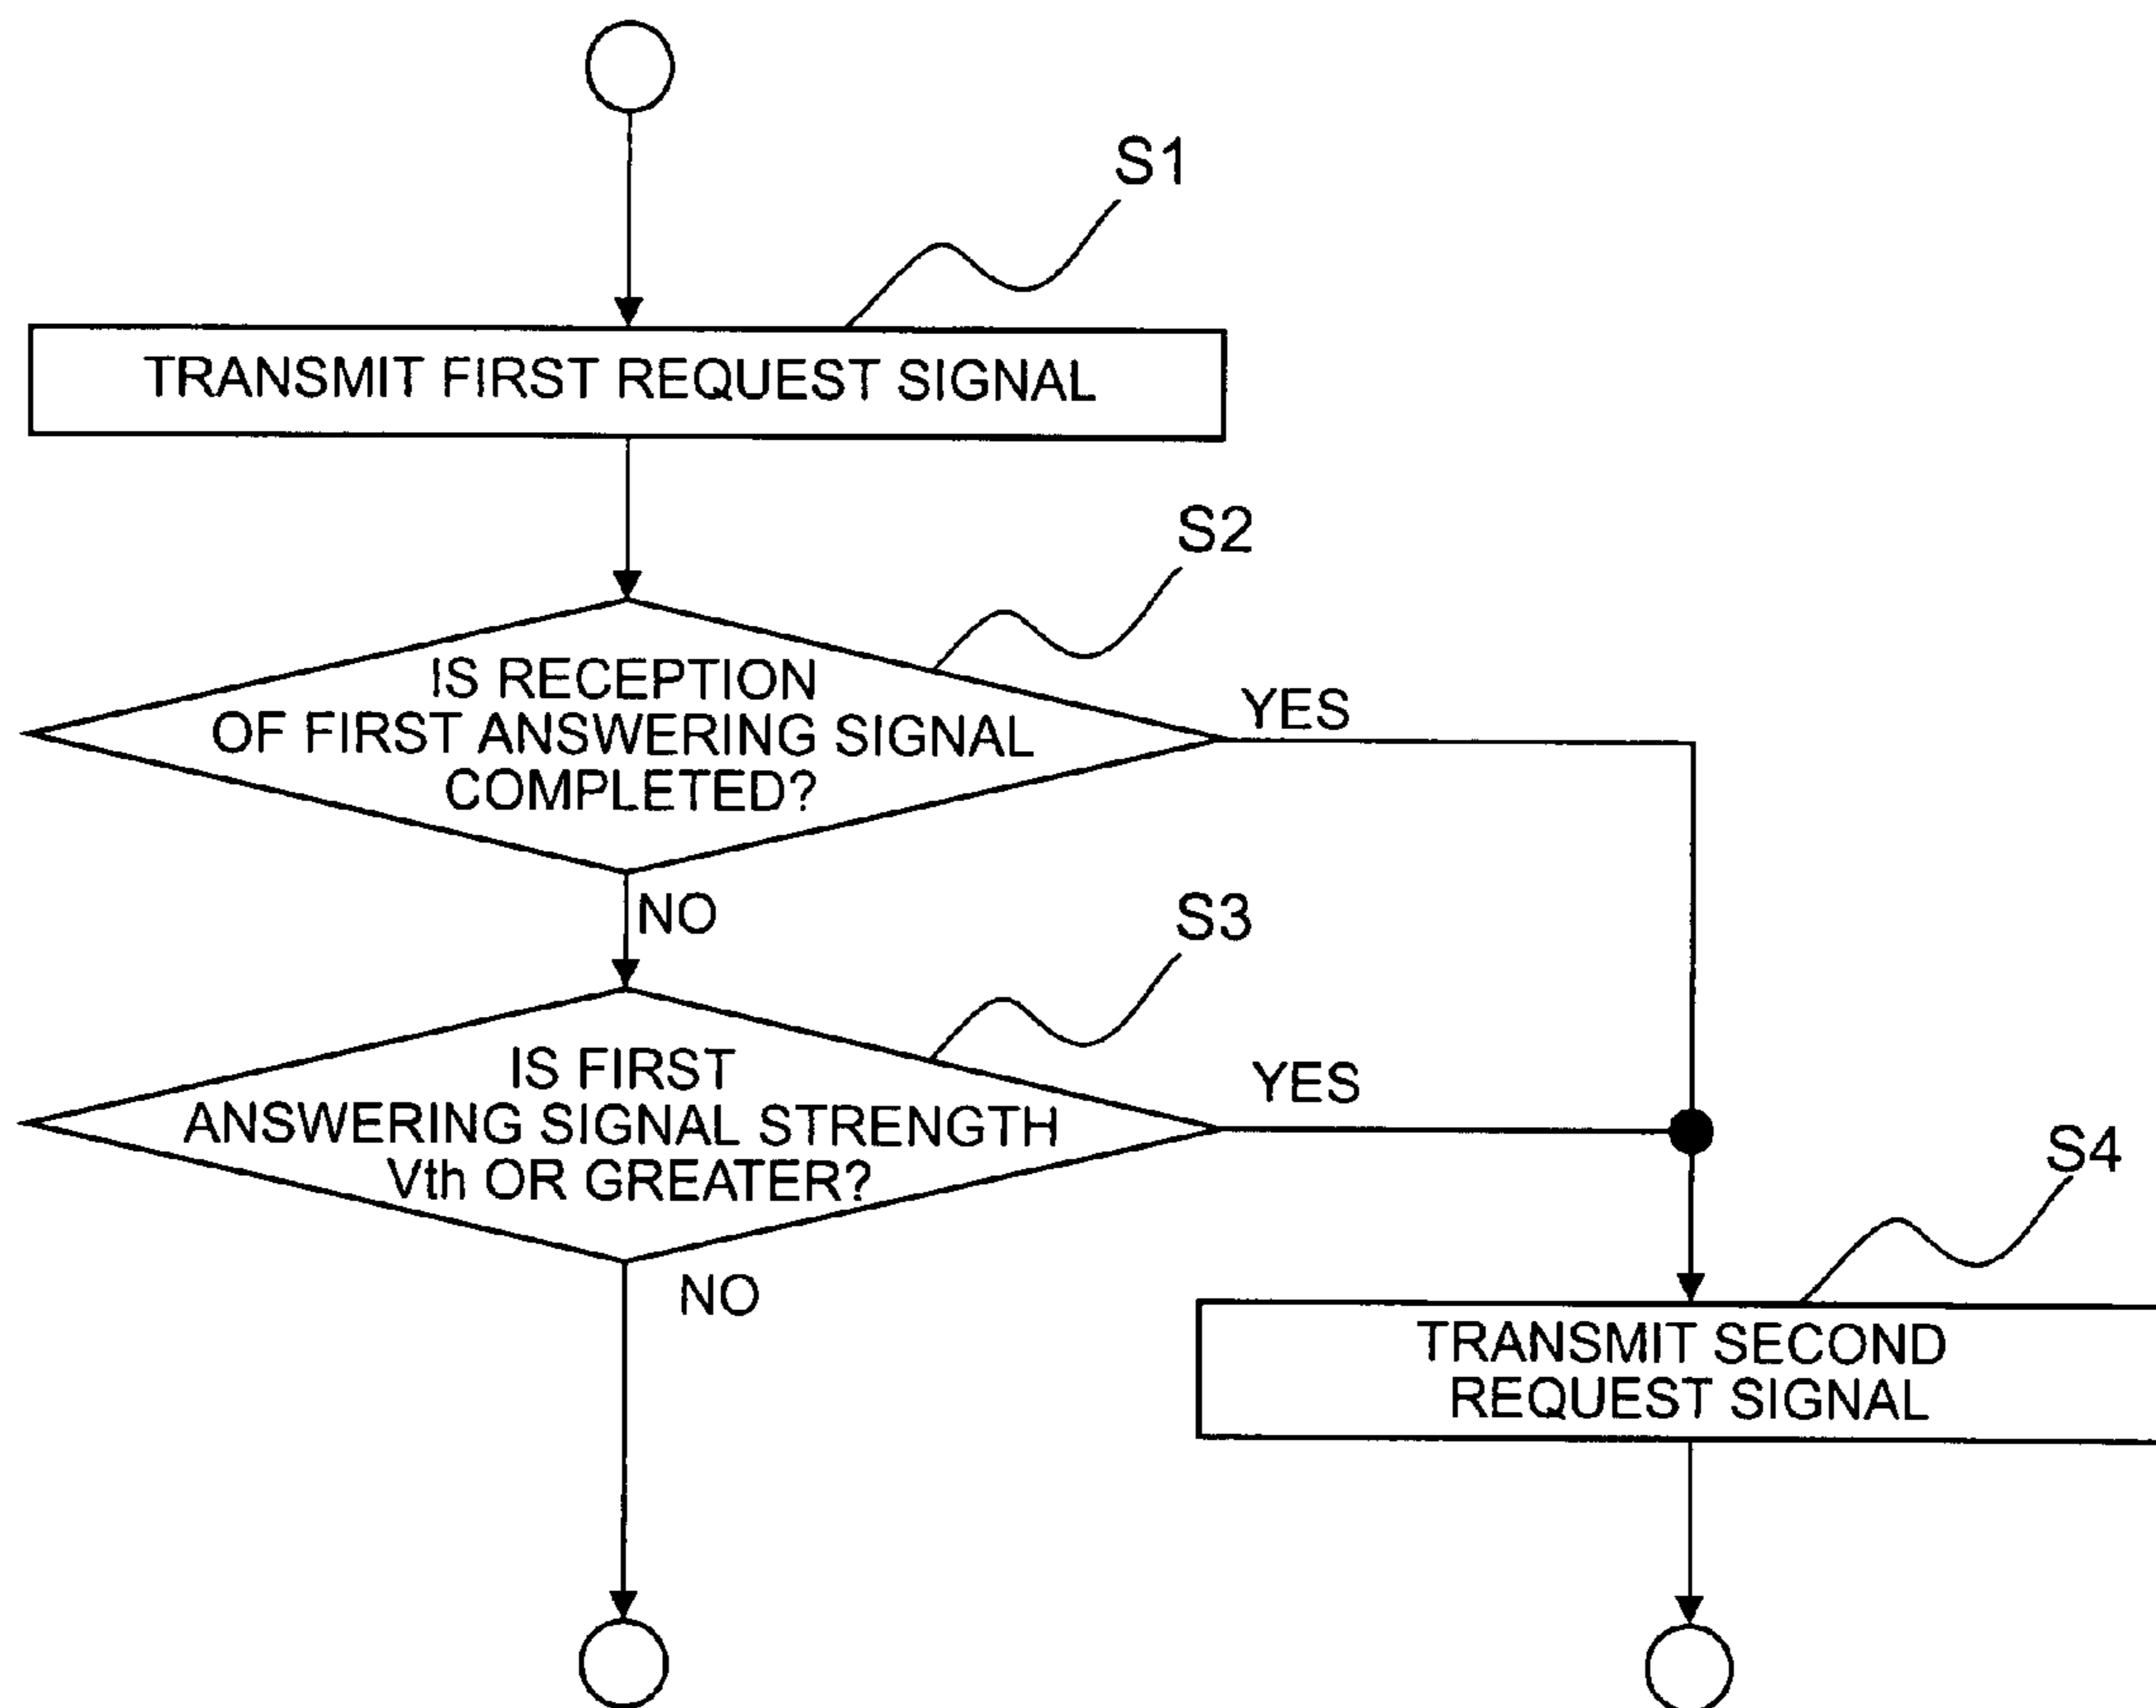 S1
TRANSMIT FIRST REQUEST SIGNAL
S2
IS RECEPTION
OF FIRST ANSWERING SIGNAL
COMPLETED?
YES
NO
S3
IS FIRST
ANSWERING SIGNAL STRENGTH
Vth OR GREATER?
YES
NO
S4
TRANSMIT SECOND
REQUEST SIGNAL